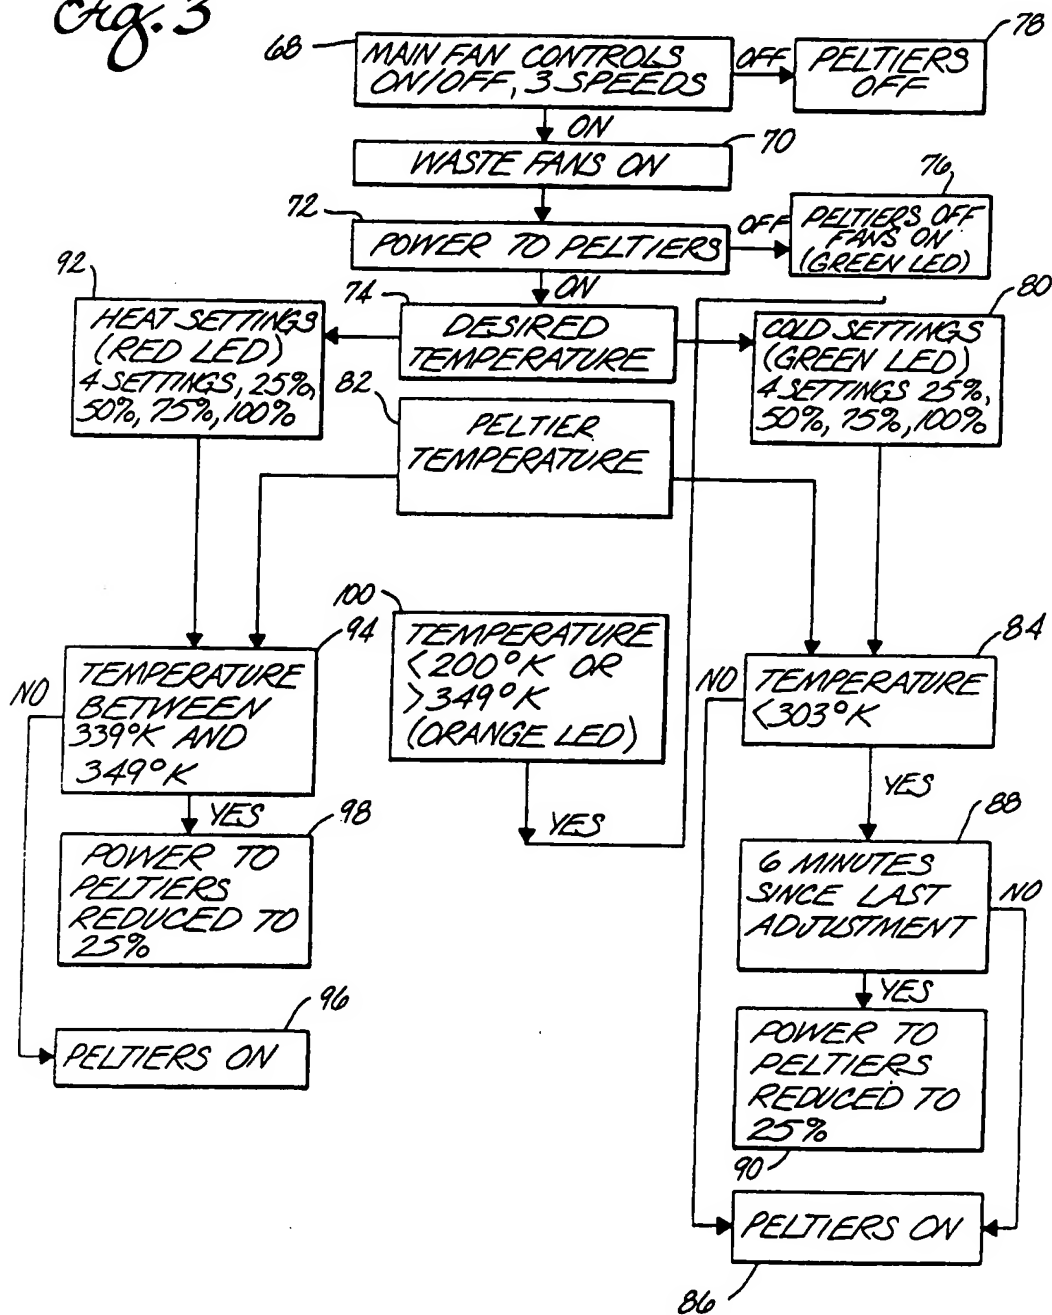 Fig. 3
68
MAIN FAN CONTROLS
ON/OFF, 3 SPEEDS
OFF
PELTIERS
OFF
78
ON
WASTE FANS ON
70
72
POWER TO PELTIERS
OFF
PELTIERS OFF
FANS ON
(GREEN LED)
76
ON
92
HEAT SETTINGS
(RED LED)
4 SETTINGS, 25%,
50%, 75%, 100%
74
DESIRED
TEMPERATURE
80
COLD SETTINGS
(GREEN LED)
4 SETTINGS 25%,
50%, 75%, 100%
82
PELTIER
TEMPERATURE
94
NO
TEMPERATURE
BETWEEN
339°K AND
349°K
YES
98
POWER TO
PELTIERS
REDUCED TO
25%
96
PELTIERS ON
100
TEMPERATURE
<200°K OR
>349°K
(ORANGE LED)
YES
84
NO
TEMPERATURE
<303°K
YES
88
6 MINUTES
SINCE LAST
ADJUSTMENT
NO
YES
POWER TO
PELTIERS
REDUCED TO
25%
90
PELTIERS ON
86